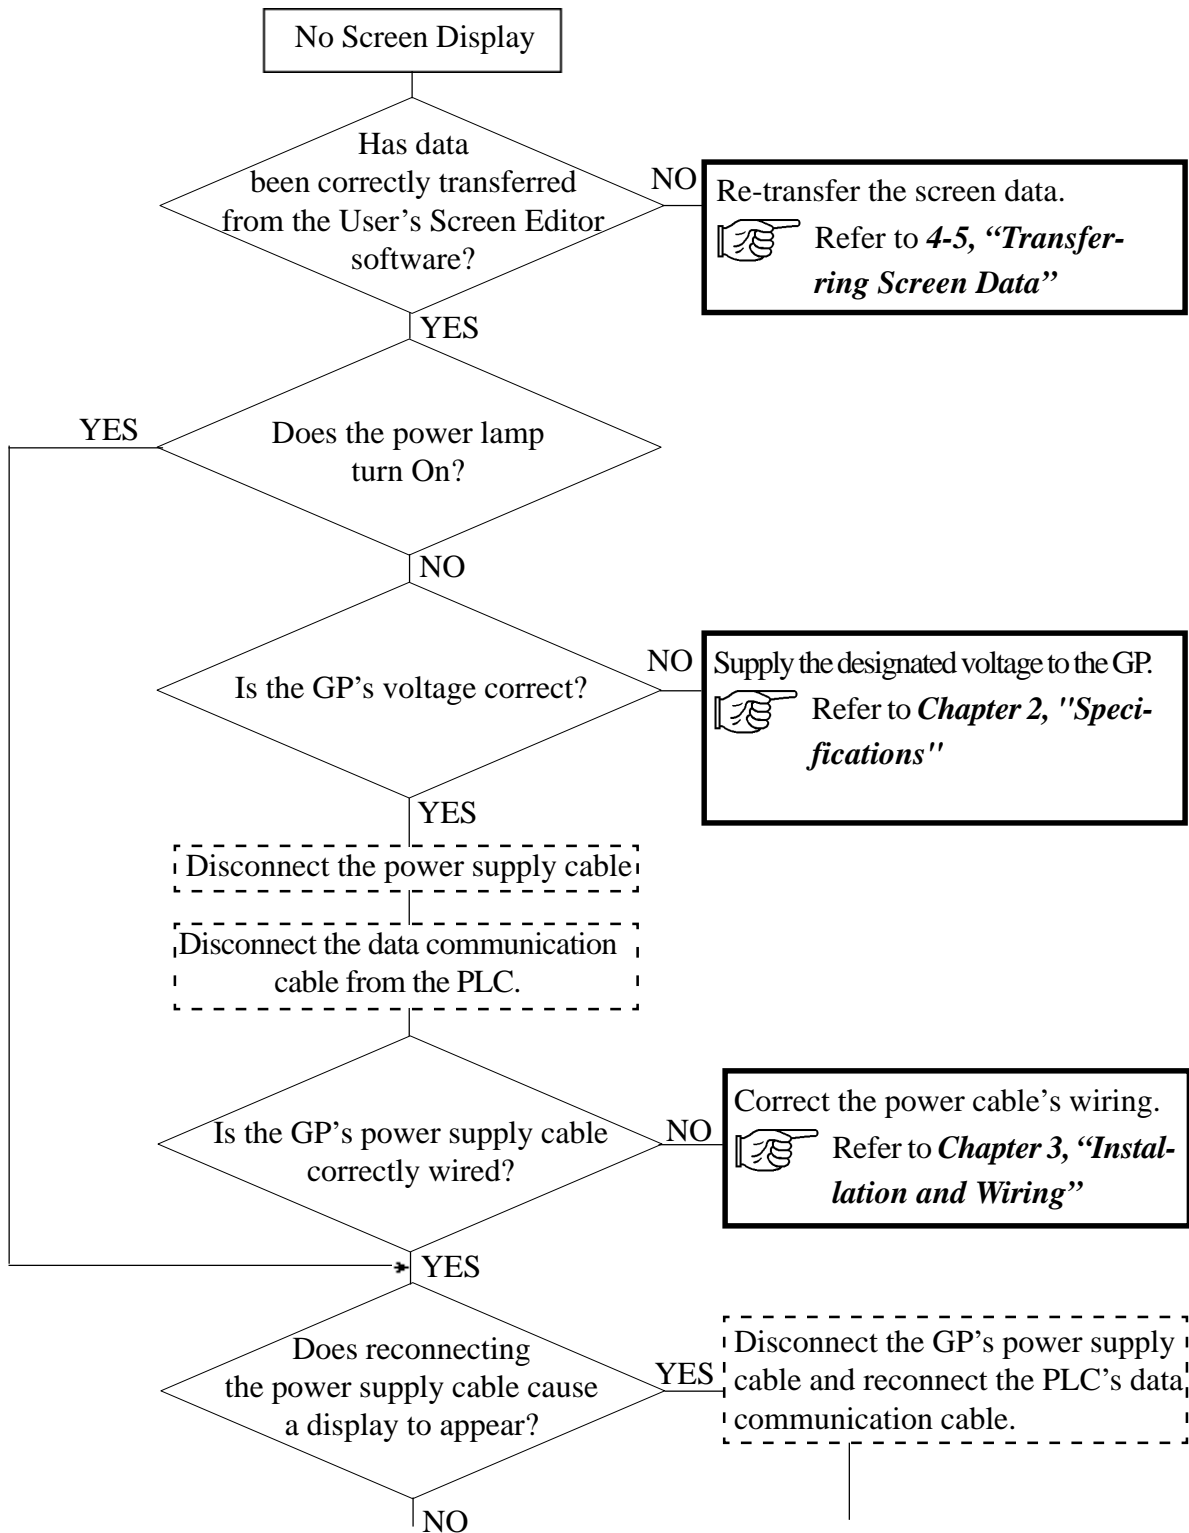 No Screen Display
Has data
been correctly transferred
from the User’s Screen Editor
software?
NO
Re-transfer the screen data.
Refer to 4-5, “Transfer-
ring Screen Data”
YES
YES
Does the power lamp
turn On?
NO
Is the GP’s voltage correct?
NO
Supply the designated voltage to the GP.
Refer to Chapter 2, "Speci-
fications"
YES
Disconnect the power supply cable
Disconnect the data communication
cable from the PLC.
Is the GP’s power supply cable
correctly wired?
NO
Correct the power cable’s wiring.
Refer to Chapter 3, “Instal-
lation and Wiring”
YES
Does reconnecting
the power supply cable cause
a display to appear?
YES
Disconnect the GP’s power supply
cable and reconnect the PLC’s data
communication cable.
NO